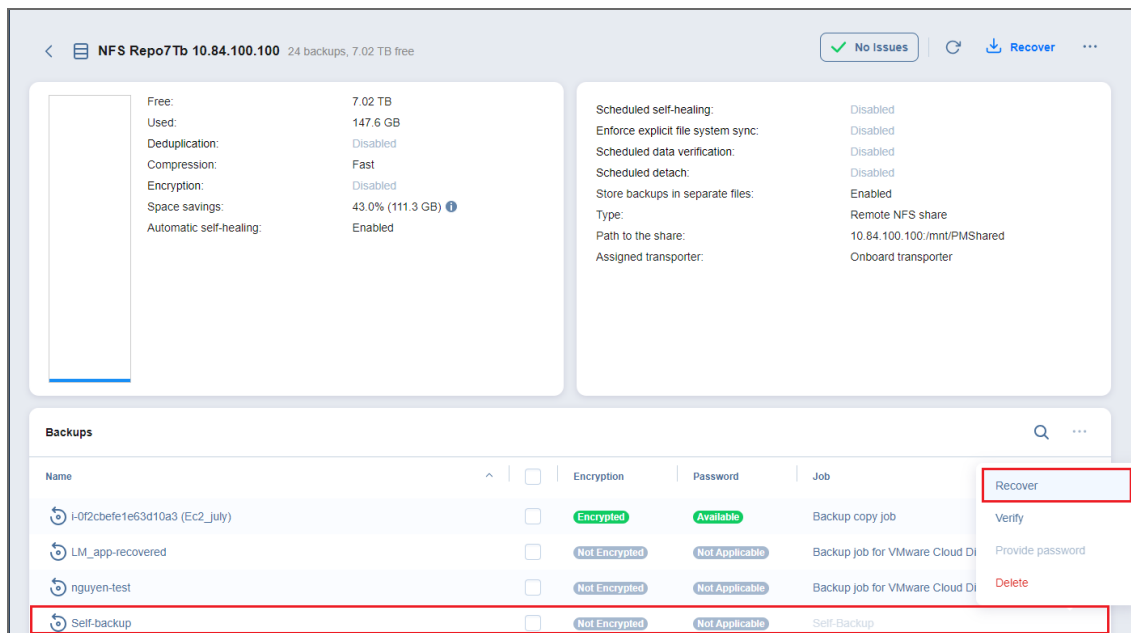 NFS Repo7Tb 10.84.100.100 24 backups, 7.02 TB free
No Issues
Recover
Free: 7.02 TB
Used: 147.6 GB
Deduplication: Disabled
Compression: Fast
Encryption: Disabled
Space savings: 43.0% (111.3 GB)
Automatic self-healing: Enabled
Scheduled self-healing: Disabled
Enforce explicit file system sync: Disabled
Scheduled data verification: Disabled
Scheduled detach: Disabled
Store backups in separate files: Enabled
Type: Remote NFS share
Path to the share: 10.84.100.100:/mnt/PMShared
Assigned transporter: Onboard transporter
Backups
Name Encryption Password Job
i-0f2cbefe1e63d10a3 (Ec2_july) Encrypted Available Backup copy job
LM_app-recovered Not Encrypted Not Applicable Backup job for VMware Cloud Di
nguyen-test Not Encrypted Not Applicable Backup job for VMware Cloud Di
Self-backup Not Encrypted Not Applicable Self-Backup
Recover
Verify
Provide password
Delete